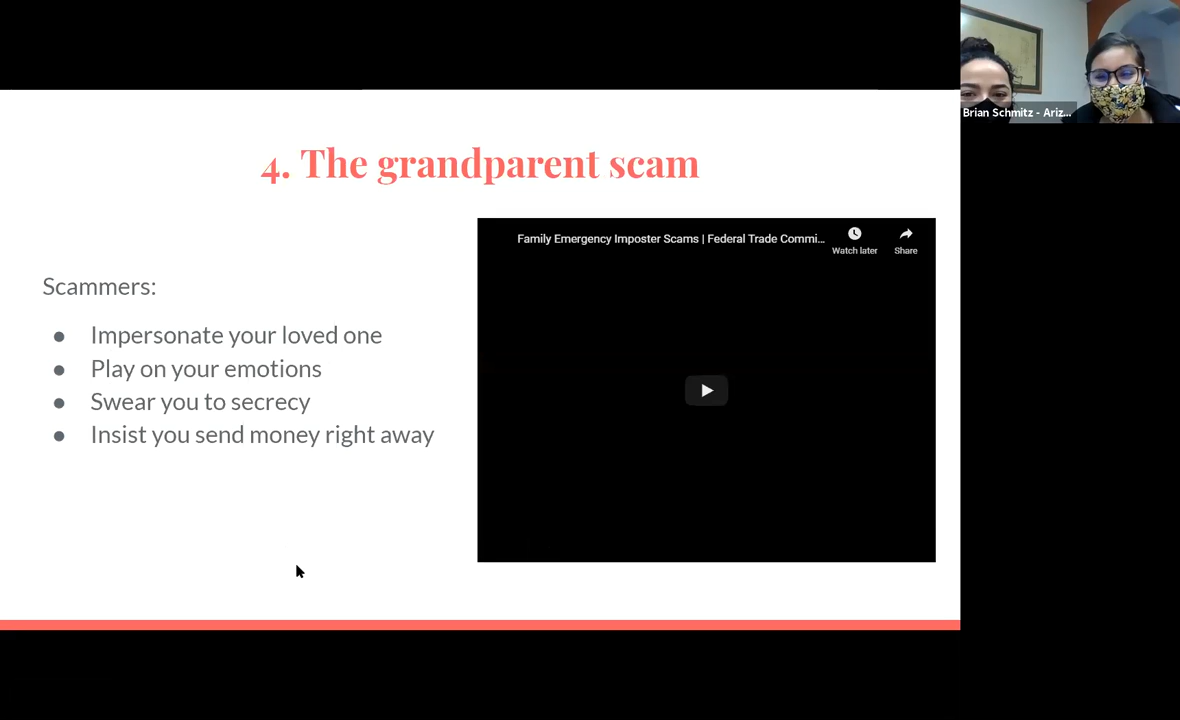 4. The grandparent scam
Scammers:
● Impersonate your loved one
● Play on your emotions
● Swear you to secrecy
● Insist you send money right away
Family Emergency Imposter Scams | Federal Trade Commi...
Watch later
Share
Brian Schmitz - Ariz...